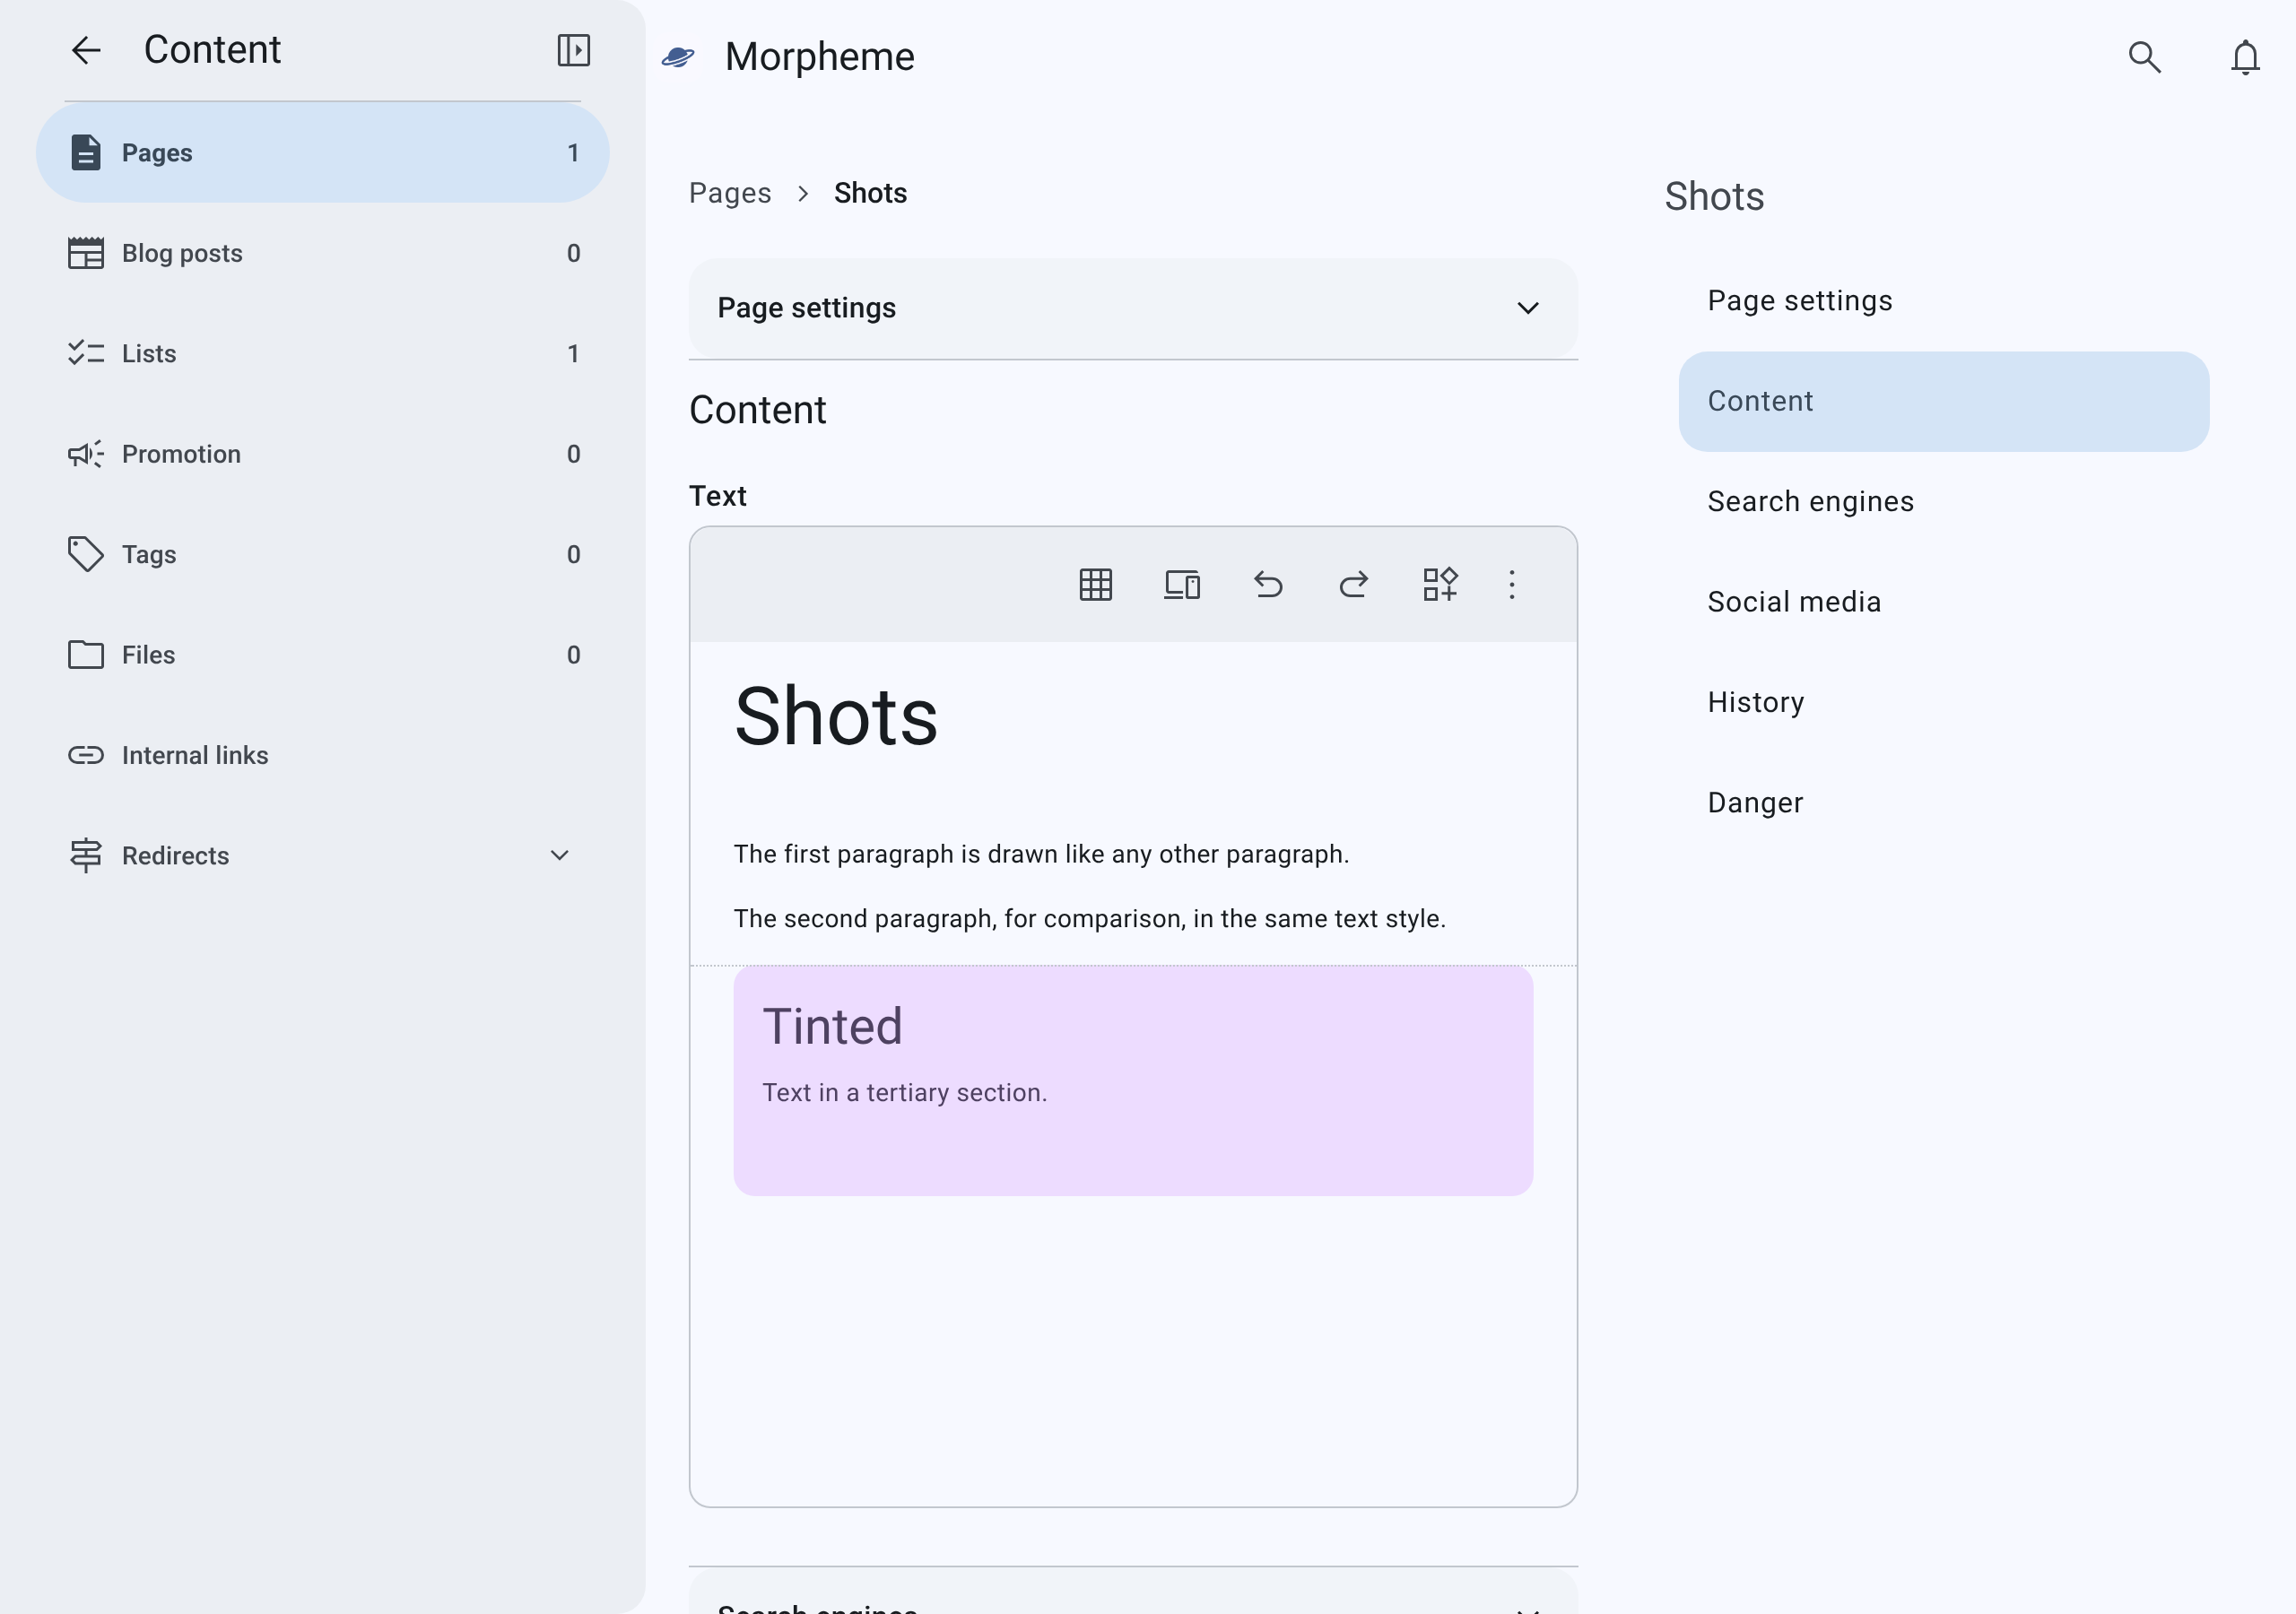 Content
Pages 1
Blog posts 0
Lists 1
Promotion 0
Tags 0
Files 0
Internal links
Redirects
Morpheme
Pages > Shots
Page settings
Content
Text
Shots
The first paragraph is drawn like any other paragraph.
The second paragraph, for comparison, in the same text style.
Tinted
Text in a tertiary section.
Search engines
Shots
Page settings
Content
Search engines
Social media
History
Danger